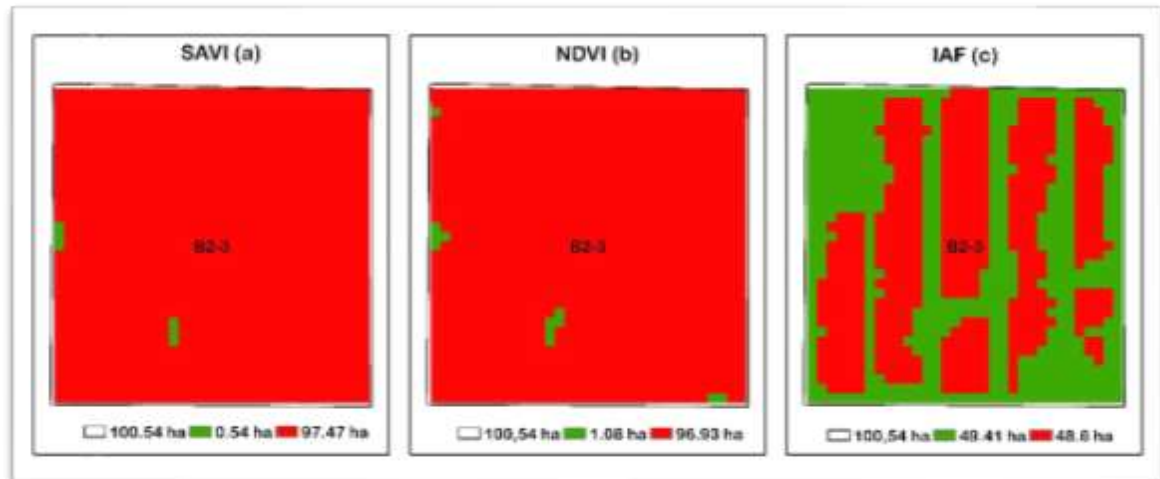 SAVI (a)
B2-3
100.54 ha 0.54 ha 97.47 ha
NDVI (b)
B2-3
100,54 ha 1.08 ha 96.93 ha
IAF (c)
B2-3
100,54 ha 49.41 ha 48.6 ha